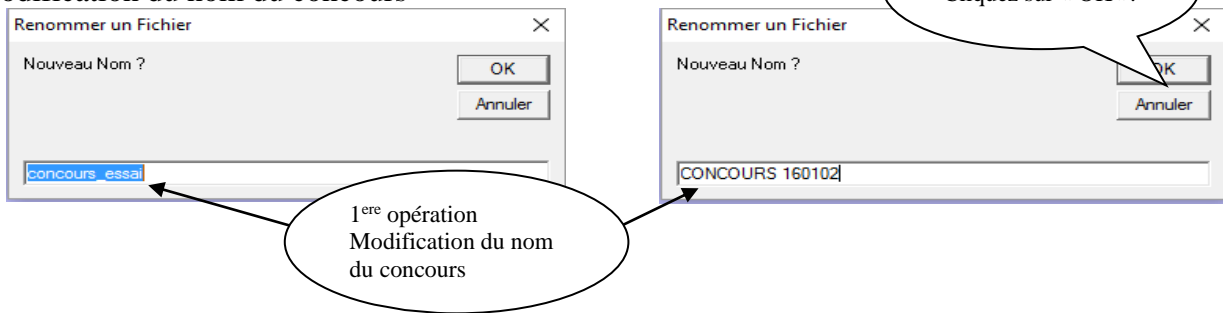 Modification du nom du concours
Cliquez sur « OK ».
Renommer un Fichier
Nouveau Nom ?
OK
Annuler
concours_essai
Renommer un Fichier
Nouveau Nom ?
OK
Annuler
CONCOURS 160102
1ere opération
Modification du nom
du concours